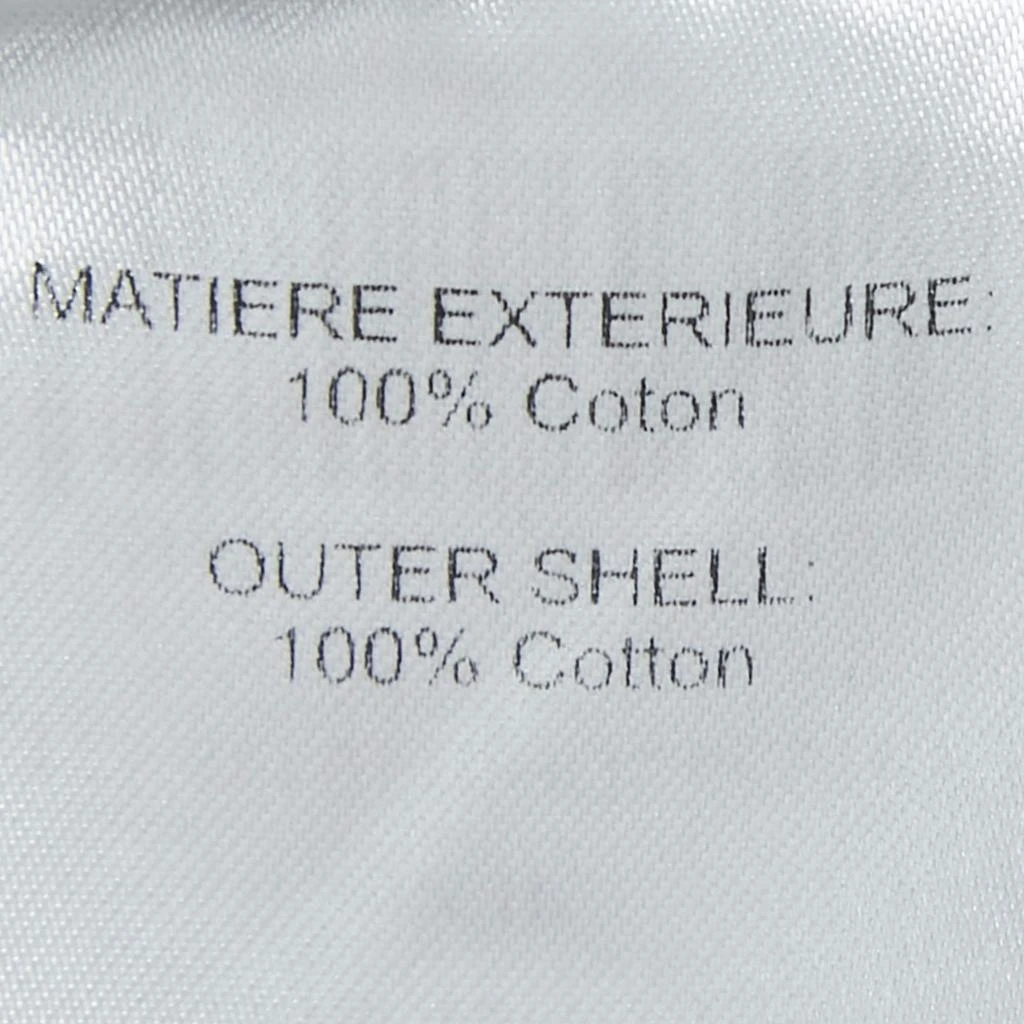 MATIERE EXTERIEURE:
100% Coton
OUTER SHELL:
100% Cotton